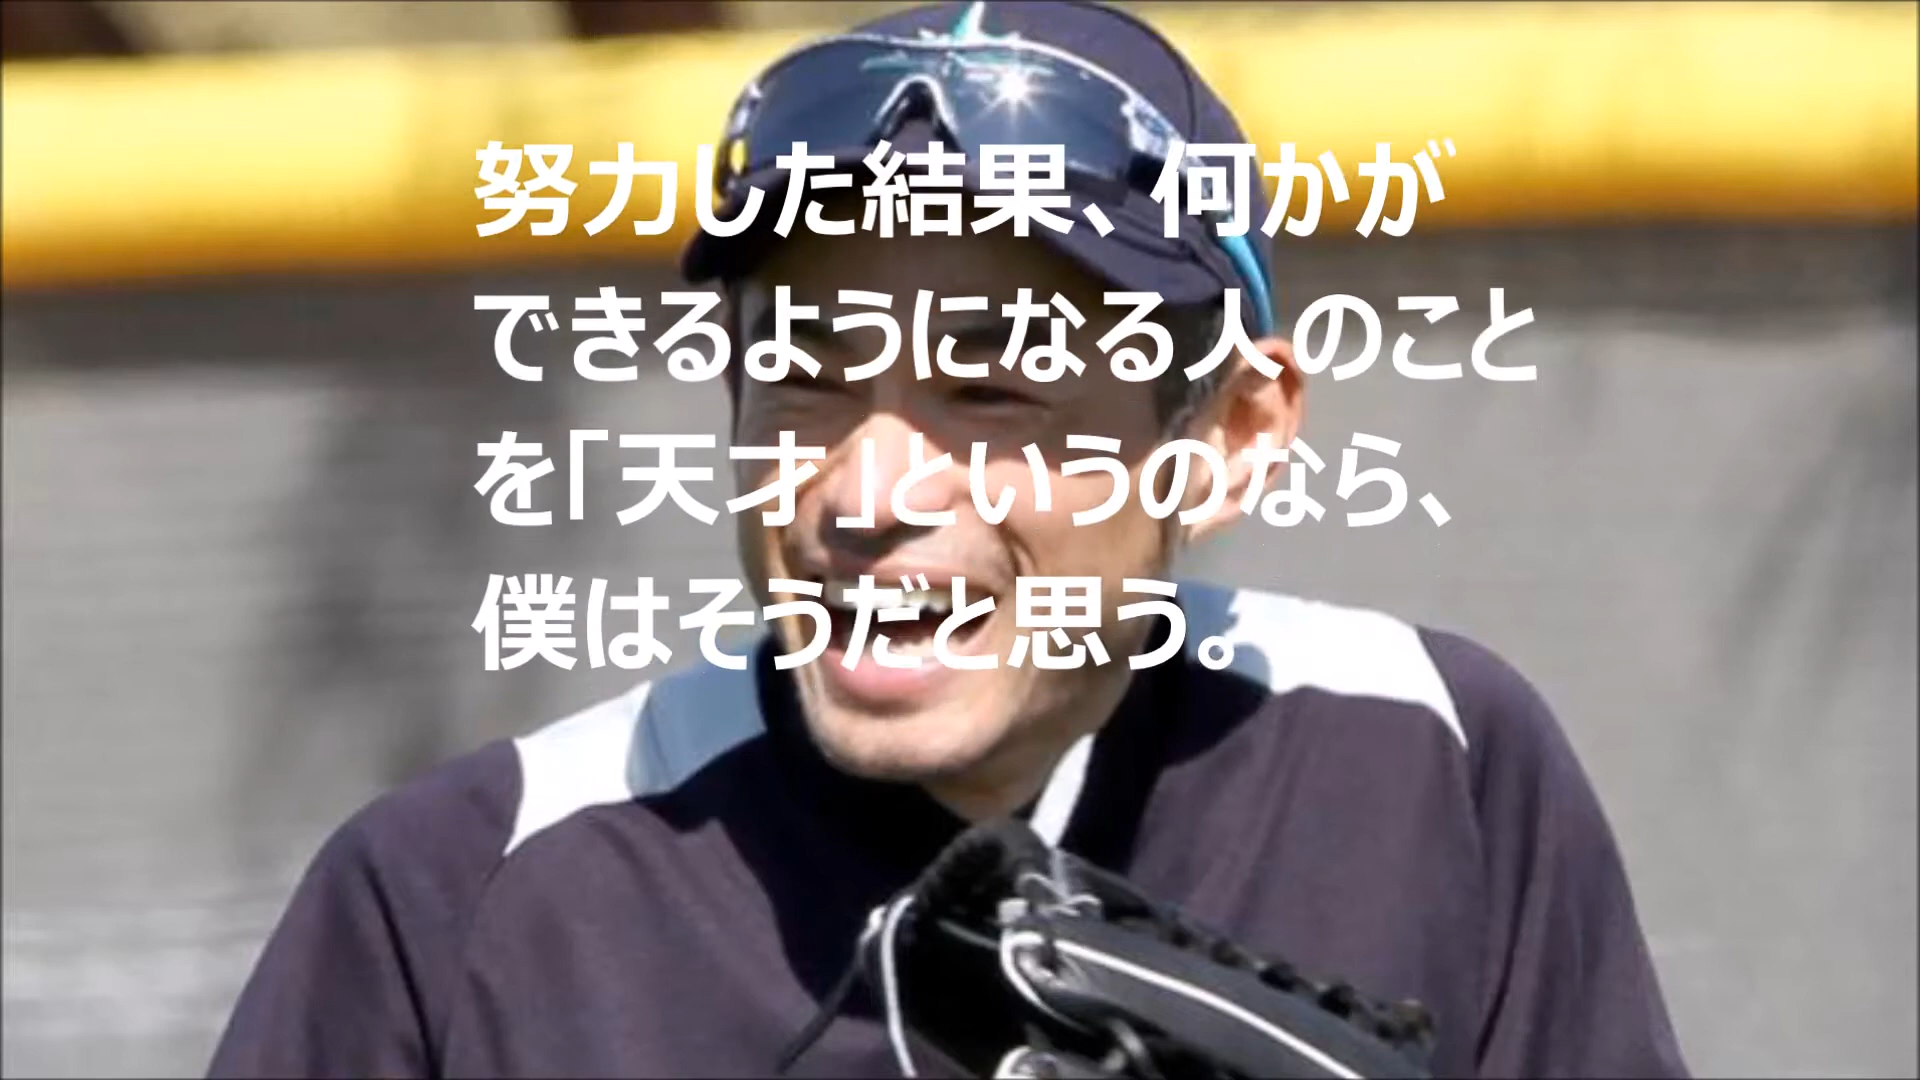 努力した結果、何かが
できるようになる人のこと
を「天才」というのなら、
僕はそうだと思う。